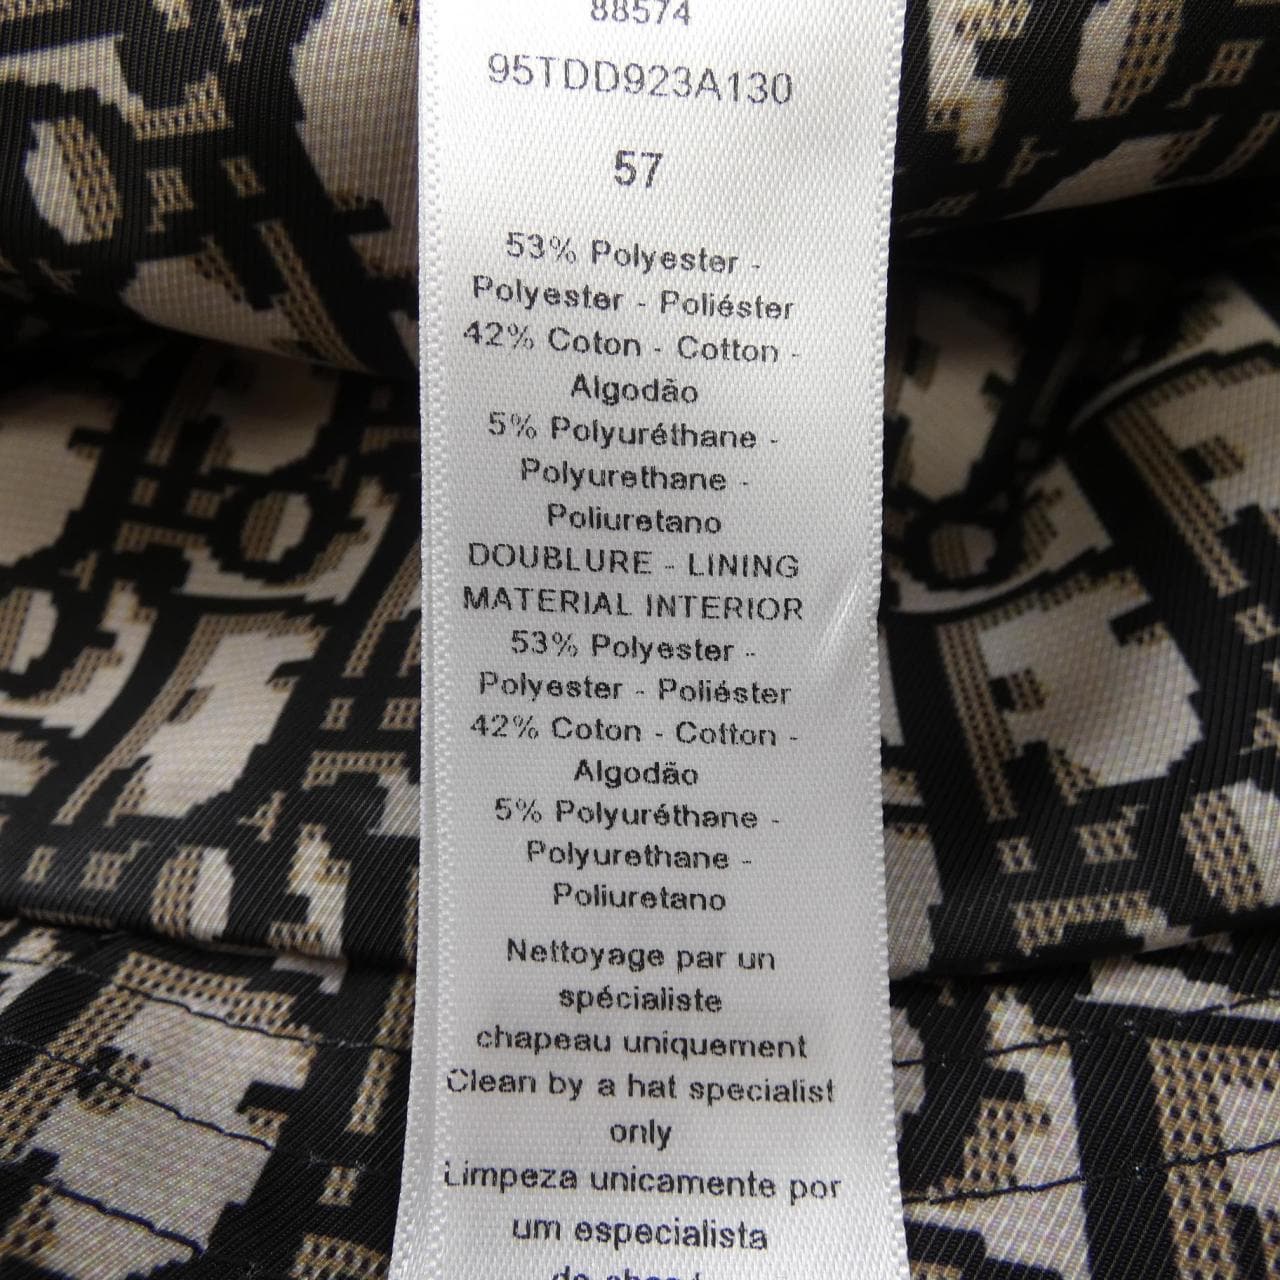 88574
95TDD923A130
57
53% Polyester -
Polyester - Poliéster
42% Coton - Cotton -
Algodão
5% Polyuréthane -
Polyurethane -
Poliuretano
DOUBLURE - LINING
MATERIAL INTERIOR
53% Polyester -
Polyester - Poliéster
42% Coton - Cotton -
Algodão
5% Polyuréthane -
Polyurethane -
Poliuretano
Nettoyage par un
spécialiste
chapeau uniquement
Clean by a hat specialist
only
Limpeza unicamente por
um especialista